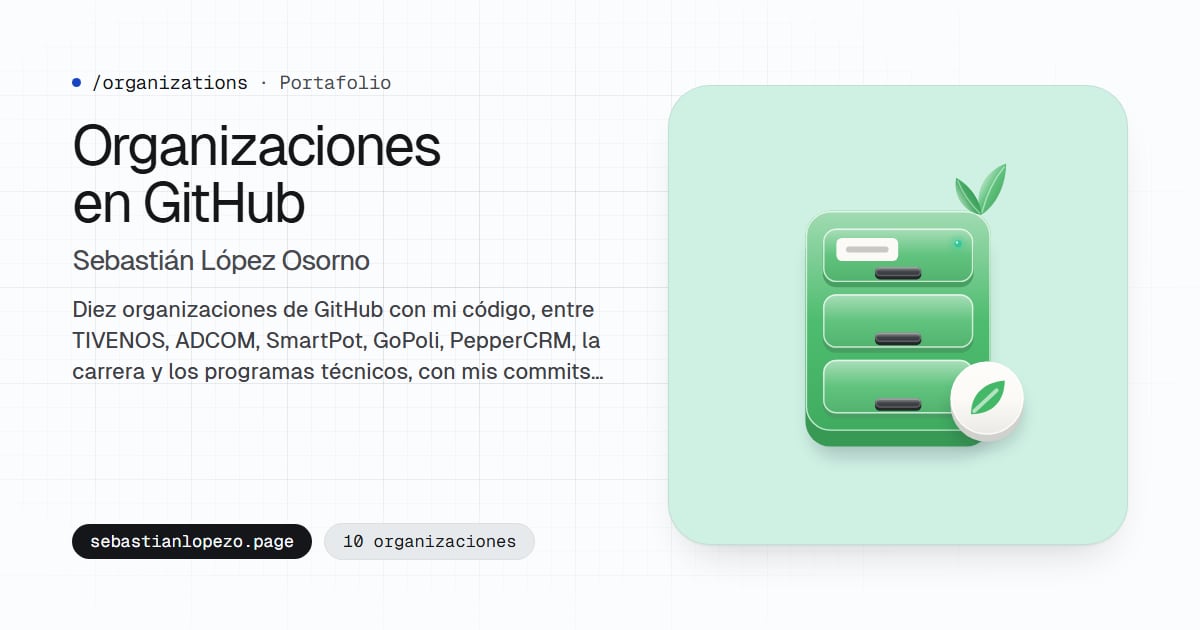 /organizations · Portafolio
Organizaciones
en GitHub
Sebastián López Osorno
Diez organizaciones de GitHub con mi código, entre
TIVENOS, ADCOM, SmartPot, GoPoli, PepperCRM, la
carrera y los programas técnicos, con mis commits…
sebastianlopezo.page
10 organizaciones